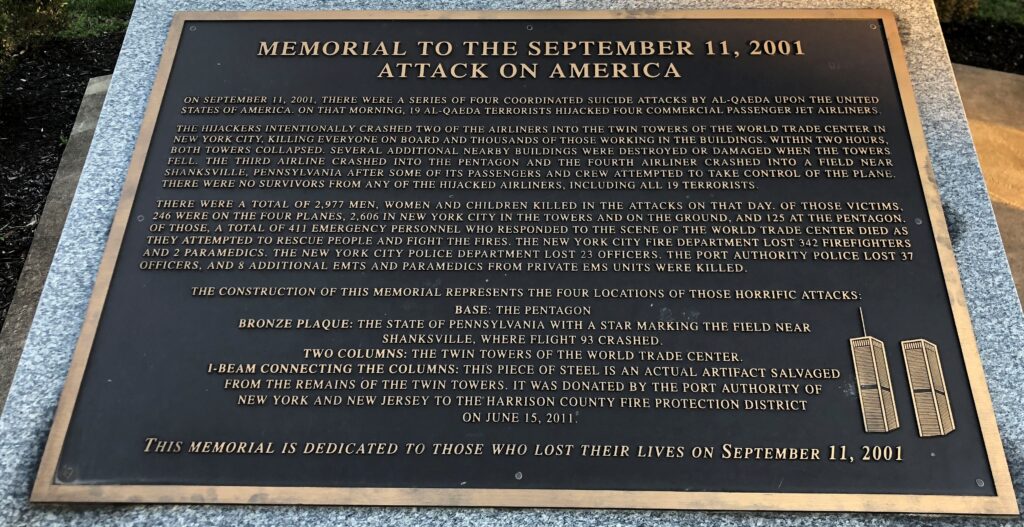 MEMORIAL TO THE SEPTEMBER 11, 2001
ATTACK ON AMERICA
ON SEPTEMBER 11, 2001, THERE WERE A SERIES OF FOUR COORDINATED SUICIDE ATTACKS BY AL-QAEDA UPON THE UNITED
STATES OF AMERICA. ON THAT MORNING, 19 AL-QAEDA TERRORISTS HIJACKED FOUR COMMERCIAL PASSENGER JET AIRLINERS.
THE HIJACKERS INTENTIONALLY CRASHED TWO OF THE AIRLINERS INTO THE TWIN TOWERS OF THE WORLD TRADE CENTER IN
NEW YORK CITY, KILLING EVERYONE ON BOARD AND THOUSANDS OF THOSE WORKING IN THE BUILDINGS. WITHIN TWO HOURS,
BOTH TOWERS COLLAPSED. SEVERAL ADDITIONAL NEARBY BUILDINGS WERE DESTROYED OR DAMAGED WHEN THE TOWERS
FELL. THE THIRD AIRLINE CRASHED INTO THE PENTAGON AND THE FOURTH AIRLINER CRASHED INTO A FIELD NEAR
SHANKSVILLE, PENNSYLVANIA AFTER SOME OF ITS PASSENGERS AND CREW ATTEMPTED TO TAKE CONTROL OF THE PLANE.
THERE WERE NO SURVIVORS FROM ANY OF THE HIJACKED AIRLINERS, INCLUDING ALL 19 TERRORISTS.
THERE WERE A TOTAL OF 2,977 MEN, WOMEN AND CHILDREN KILLED IN THE ATTACKS ON THAT DAY. OF THOSE VICTIMS,
246 WERE ON THE FOUR PLANES, 2,606 IN NEW YORK CITY IN THE TOWERS AND ON THE GROUND, AND 125 AT THE PENTAGON.
OF THOSE, A TOTAL OF 411 EMERGENCY PERSONNEL WHO RESPONDED TO THE SCENE OF THE WORLD TRADE CENTER DIED AS
THEY ATTEMPTED TO RESCUE PEOPLE AND FIGHT THE FIRES. THE NEW YORK CITY FIRE DEPARTMENT LOST 342 FIREFIGHTERS
AND 2 PARAMEDICS. THE NEW YORK CITY POLICE DEPARTMENT LOST 23 OFFICERS. THE PORT AUTHORITY POLICE LOST 37
OFFICERS, AND 8 ADDITIONAL EMTS AND PARAMEDICS FROM PRIVATE EMS UNITS WERE KILLED.
THE CONSTRUCTION OF THIS MEMORIAL REPRESENTS THE FOUR LOCATIONS OF THOSE HORRIFIC ATTACKS:
BASE: THE PENTAGON
BRONZE PLAQUE: THE STATE OF PENNSYLVANIA WITH A STAR MARKING THE FIELD NEAR
SHANKSVILLE, WHERE FLIGHT 93 CRASHED.
TWO COLUMNS: THE TWIN TOWERS OF THE WORLD TRADE CENTER.
I-BEAM CONNECTING THE COLUMNS: THIS PIECE OF STEEL IS AN ACTUAL ARTIFACT SALVAGED
FROM THE REMAINS OF THE TWIN TOWERS. IT WAS DONATED BY THE PORT AUTHORITY OF
NEW YORK AND NEW JERSEY TO THE HARRISON COUNTY FIRE PROTECTION DISTRICT
ON JUNE 15, 2011.
THIS MEMORIAL IS DEDICATED TO THOSE WHO LOST THEIR LIVES ON SEPTEMBER 11, 2001